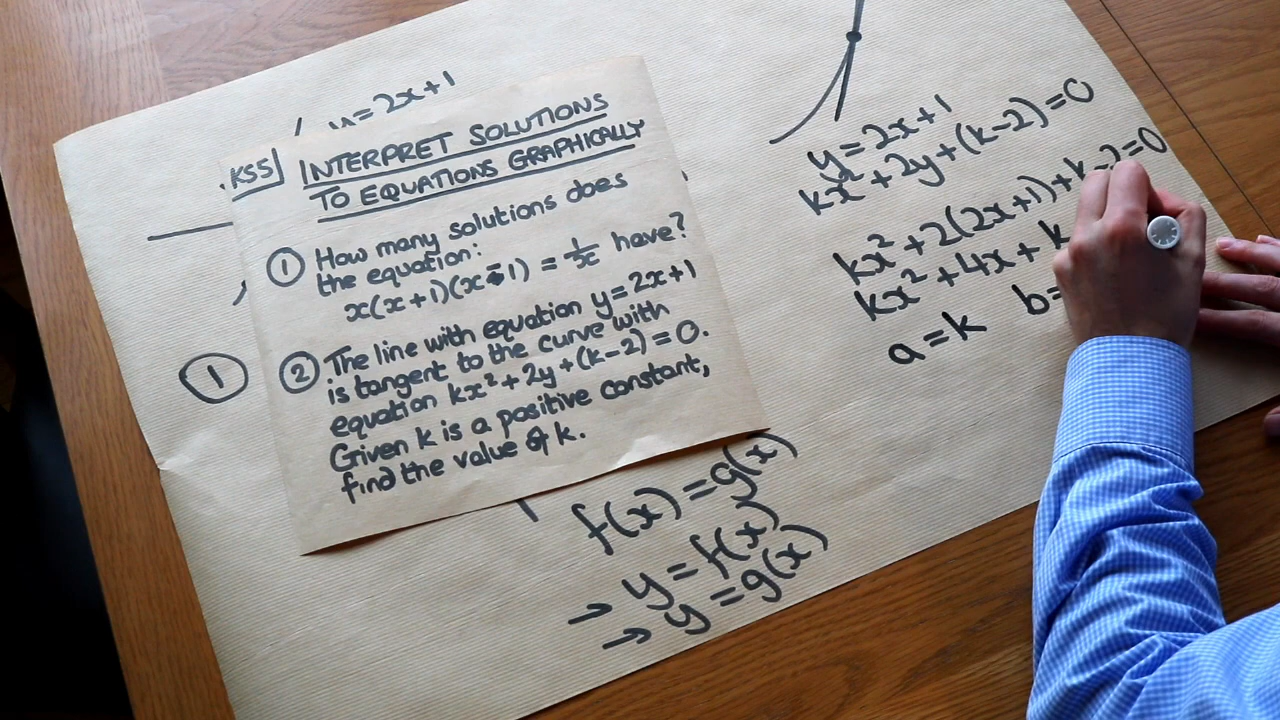 y=2x+1
KS5
INTERPRET SOLUTIONS
TO EQUATIONS GRAPHICALLY
① How many solutions does
the equation:
x(x+1)(x-1) = 1/x have?
② The line with equation y=2x+1
is tangent to the curve with
equation kx²+2y+(k-2)=0.
Given k is a positive constant,
find the value of k.
①
f(x)=g(x)
→ y=f(x)
→ y=g(x)
y=2x+1
kx²+2y+(k-2)=0
kx²+2(2x+1)+k-2=0
kx²+4x+k
a=k b=